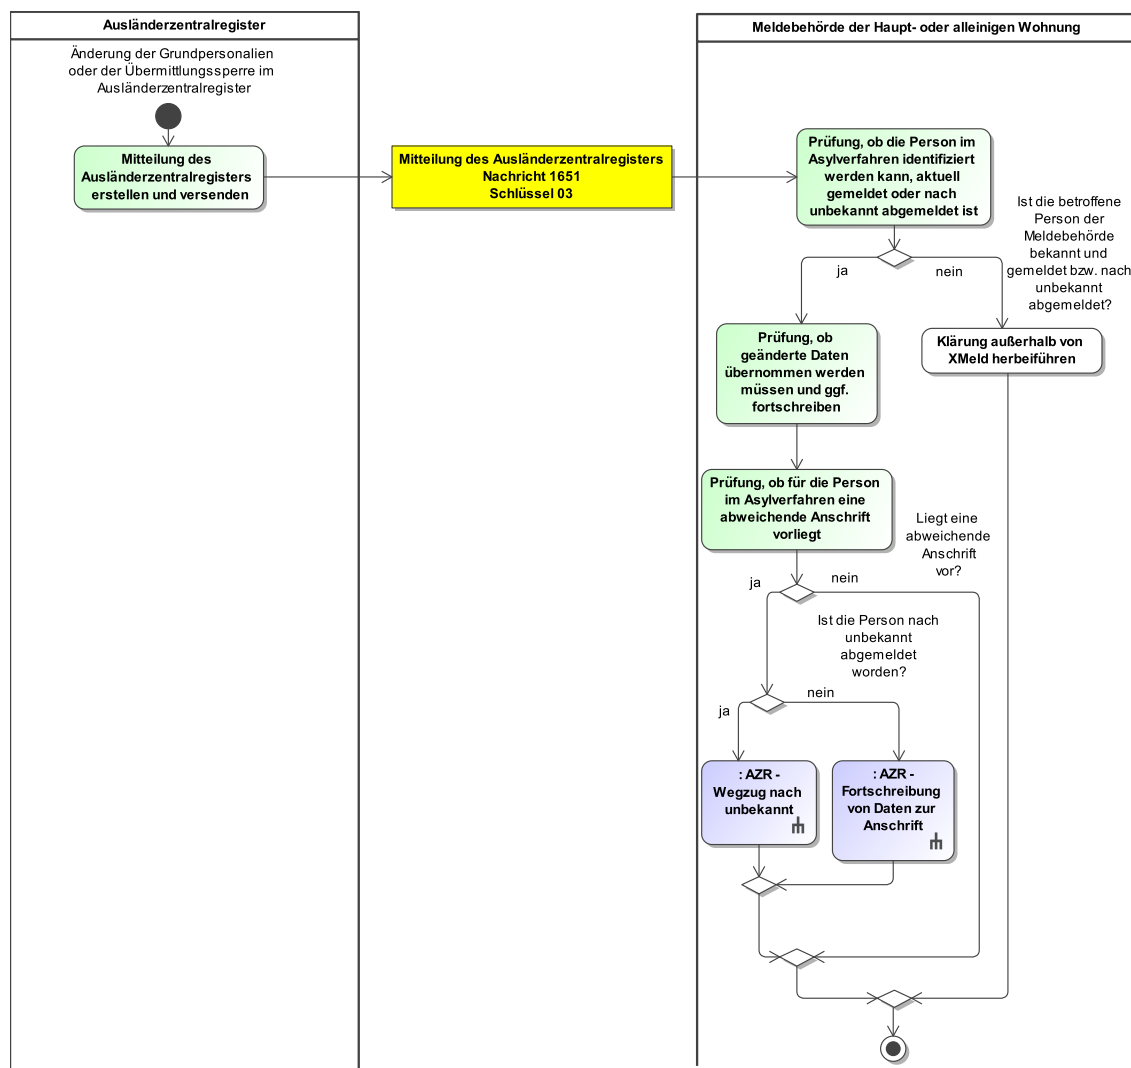 Ausländerzentralregister
Änderung der Grundpersonalien
oder der Übermittlungssperre im
Ausländerzentralregister
Mitteilung des
Ausländerzentralregisters
erstellen und versenden
Mitteilung des Ausländerzentralregisters
Nachricht 1651
Schlüssel 03
Meldebehörde der Haupt- oder alleinigen Wohnung
Prüfung, ob die Person im
Asylverfahren identifiziert
werden kann, aktuell
gemeldet oder nach
unbekannt abgemeldet ist
Ist die betroffene
Person der
Meldebehörde
bekannt und
gemeldet bzw. nach
unbekannt
abgemeldet?
ja
nein
Prüfung, ob
geänderte Daten
übernommen werden
müssen und ggf.
fortschreiben
Klärung außerhalb von
XMeld herbeiführen
Prüfung, ob für die Person
im Asylverfahren eine
abweichende Anschrift
vorliegt
Liegt eine
abweichende
Anschrift
vor?
ja
nein
Ist die Person nach
unbekannt
abgemeldet
worden?
ja
nein
: AZR -
Wegzug nach
unbekannt
: AZR -
Fortschreibung
von Daten zur
Anschrift